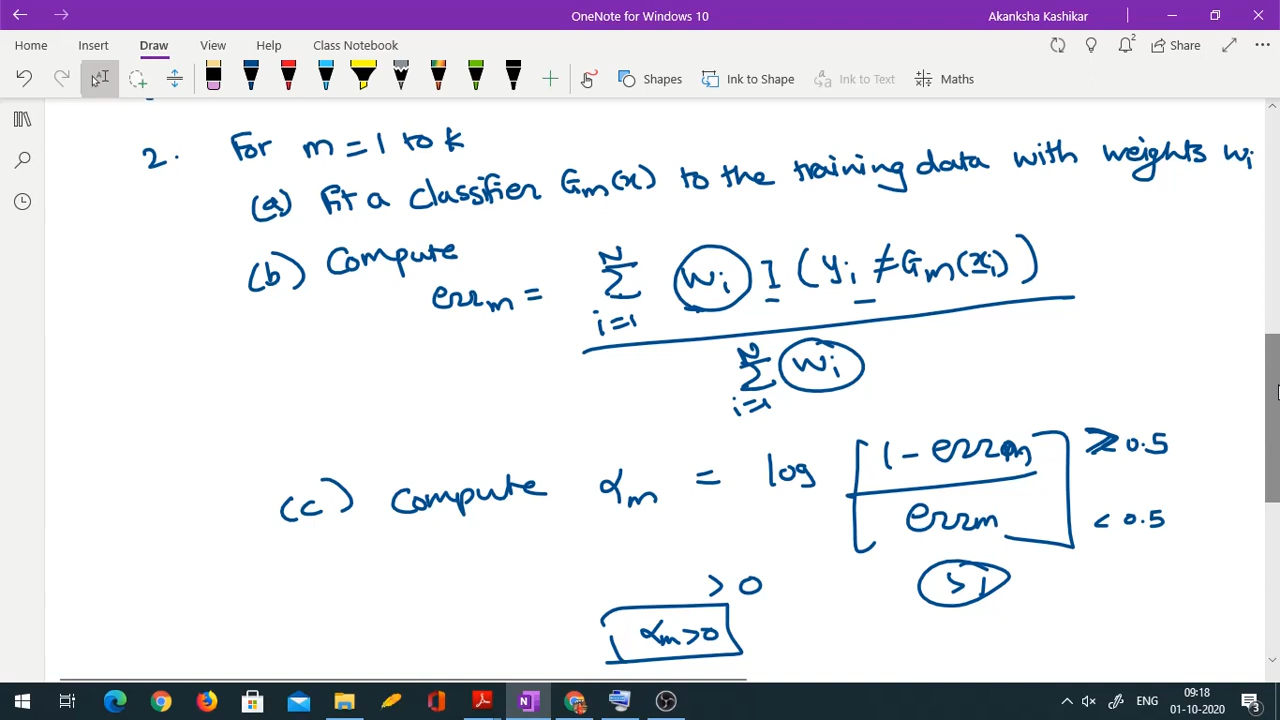 OneNote for Windows 10
Akanksha Kashikar
Home Insert Draw View Help Class Notebook
Share
Shapes Ink to Shape Ink to Text Maths
2. For m = 1 to k
(a) Fit a classifier Gm(x) to the training data with weights wi
(b) Compute
errm = Σ i=1 N wi I (yi ≠ Gm(xi))
Σ i=1 N wi
(c) compute αm = log [ 1 - errm / errm ]
≥ 0.5
< 0.5
> 0
> 1
αm > 0
ENG
09:18
01-10-2020
3